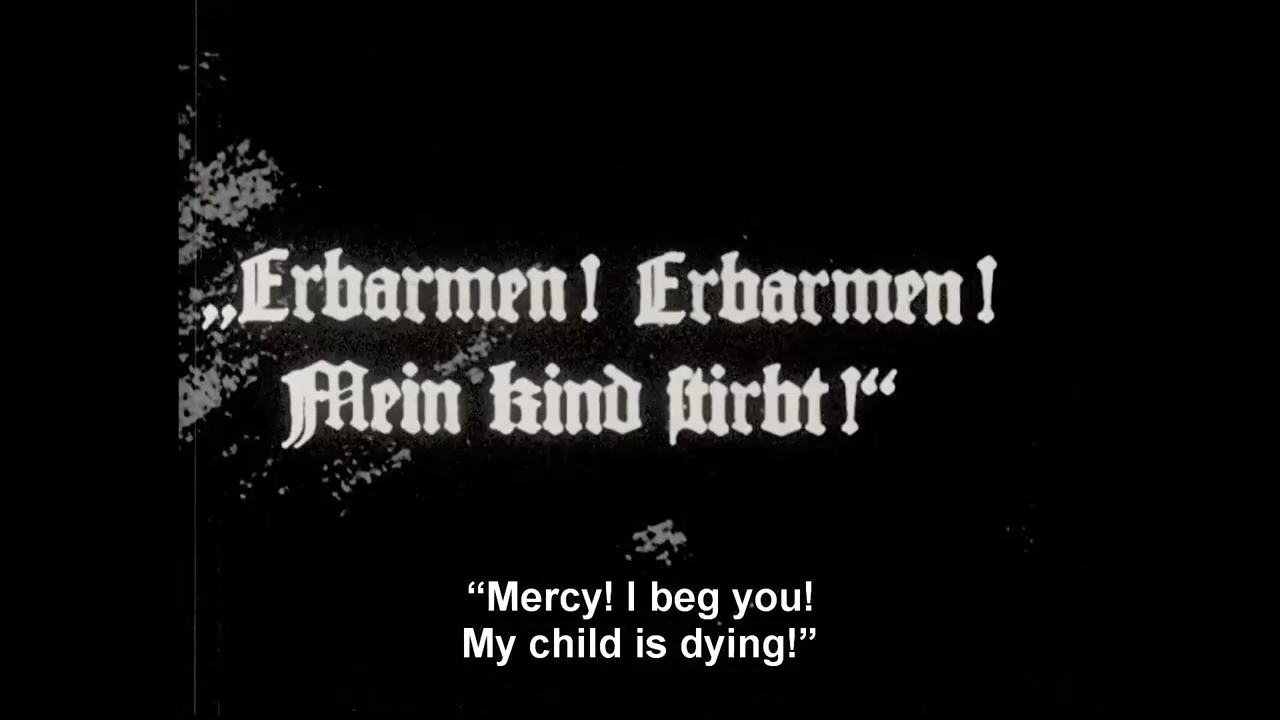 „Erbarmen! Erbarmen!
Mein Kind stirbt!“
“Mercy! I beg you!
My child is dying!”